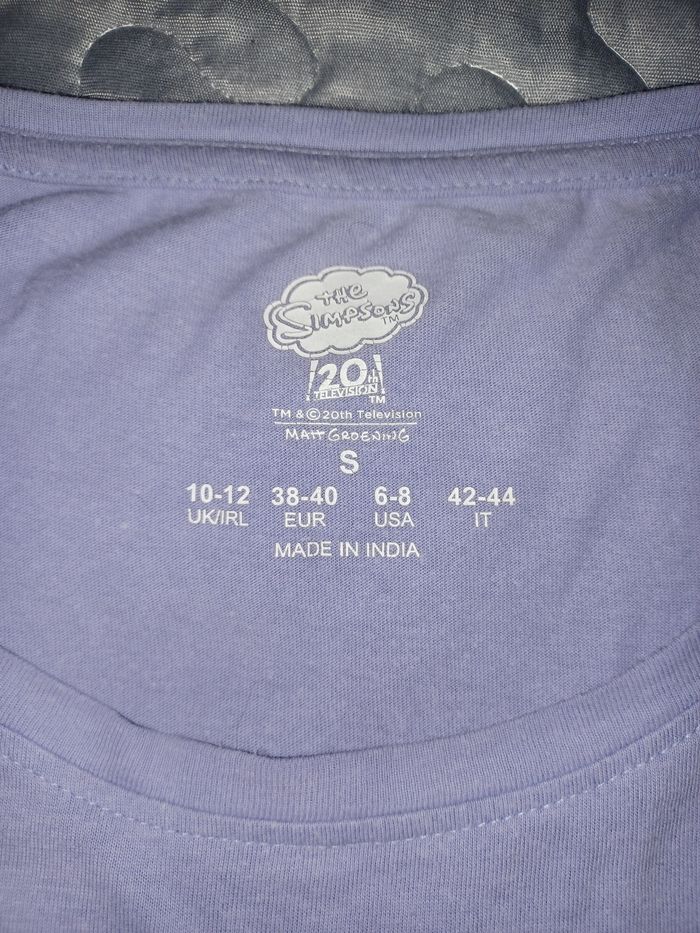 THE
SIMPSONS TM
20th
TELEVISION TM
TM & © 20th Television
MATT GROENING
S
10-12 38-40 6-8 42-44
UK/IRL EUR USA IT
MADE IN INDIA